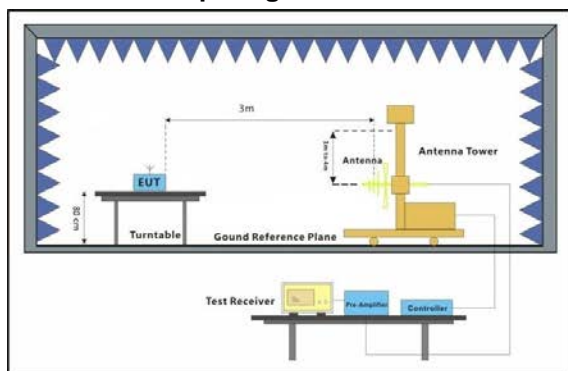 3m
1m to 4m
Antenna
Antenna Tower
EUT
80 cm
Turntable
Gound Reference Plane
Test Receiver
Pre Amplifier
Controller